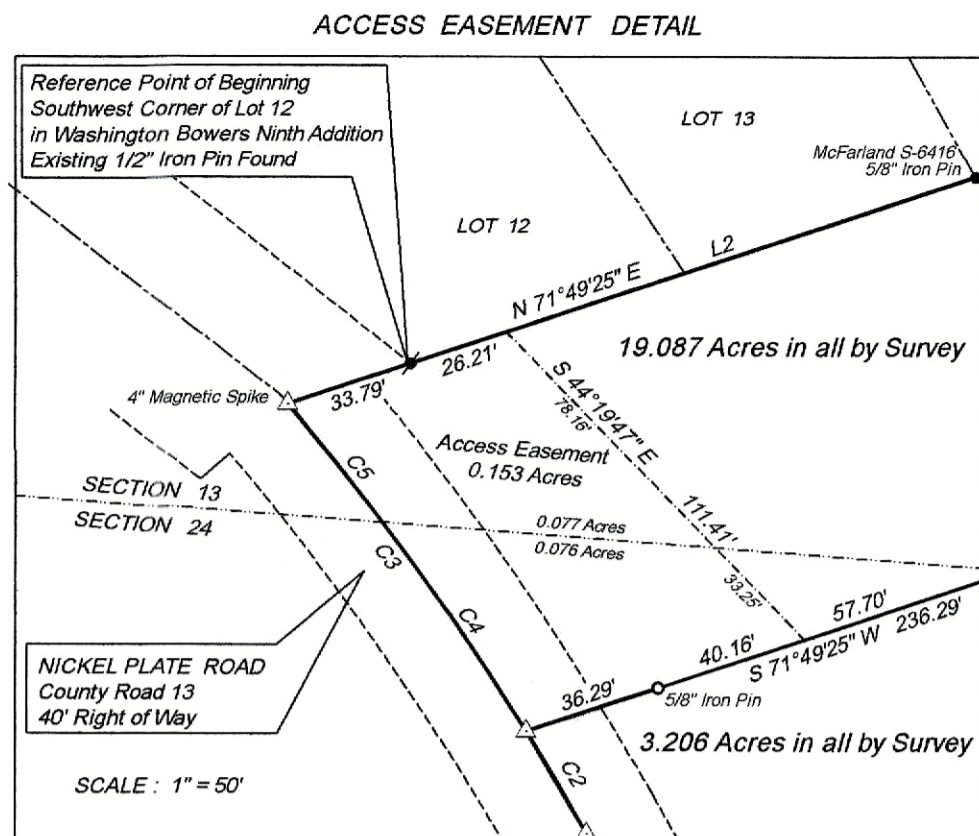 ACCESS EASEMENT DETAIL
Reference Point of Beginning
Southwest Corner of Lot 12
in Washington Bowers Ninth Addition
Existing 1/2" Iron Pin Found
LOT 13
McFarland S-6416
5/8" Iron Pin
LOT 12
L2
N 71°49'25" E
26.21'
33.79'
19.087 Acres in all by Survey
4" Magnetic Spike
S 44°19'47" E
78.16'
Access Easement
0.153 Acres
C5
SECTION 13
SECTION 24
0.077 Acres
0.076 Acres
111.41'
33.25'
C3
C4
57.70'
236.29'
40.16'
S 71°49'25" W
36.29'
5/8" Iron Pin
NICKEL PLATE ROAD
County Road 13
40' Right of Way
3.206 Acres in all by Survey
C2
SCALE : 1" = 50'